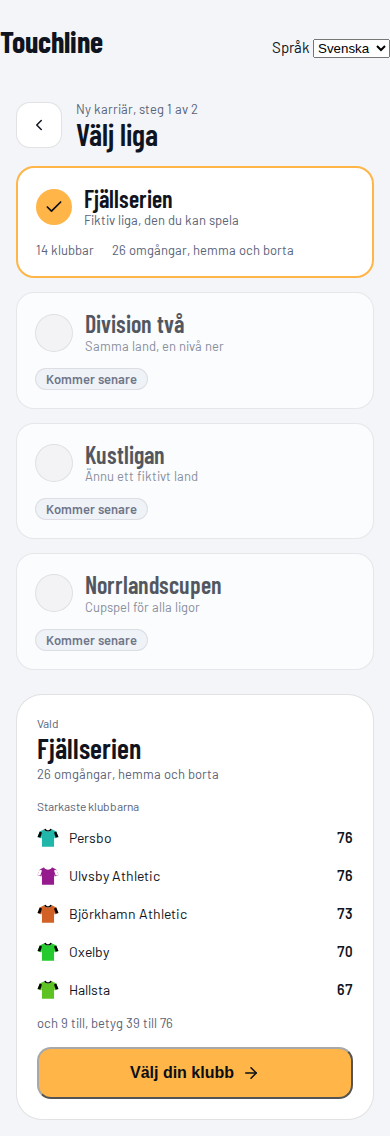 Touchline
Språk Svenska
Ny karriär, steg 1 av 2
Välj liga
Fjällserien
Fiktiv liga, den du kan spela
14 klubbar 26 omgångar, hemma och borta
Division två
Samma land, en nivå ner
Kommer senare
Kustligan
Ännu ett fiktivt land
Kommer senare
Norrlandscupen
Cupspel för alla ligor
Kommer senare
Vald
Fjällserien
26 omgångar, hemma och borta
Starkaste klubbarna
Persbo 76
Ulvsby Athletic 76
Björkhamn Athletic 73
Oxelby 70
Hallsta 67
och 9 till, betyg 39 till 76
Välj din klubb